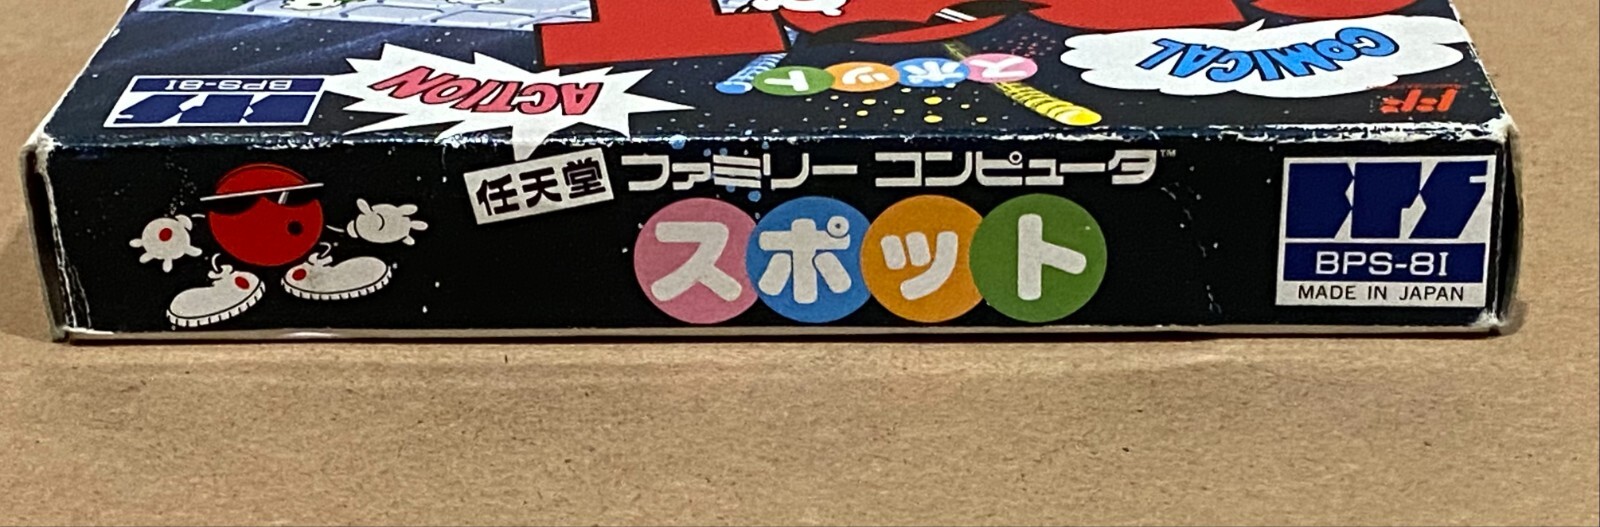 COMICAL
スポット
ACTION
BPS
BPS-8I
任天堂 ファミリー コンピュータ™
スポット
BPS
BPS-8I
MADE IN JAPAN